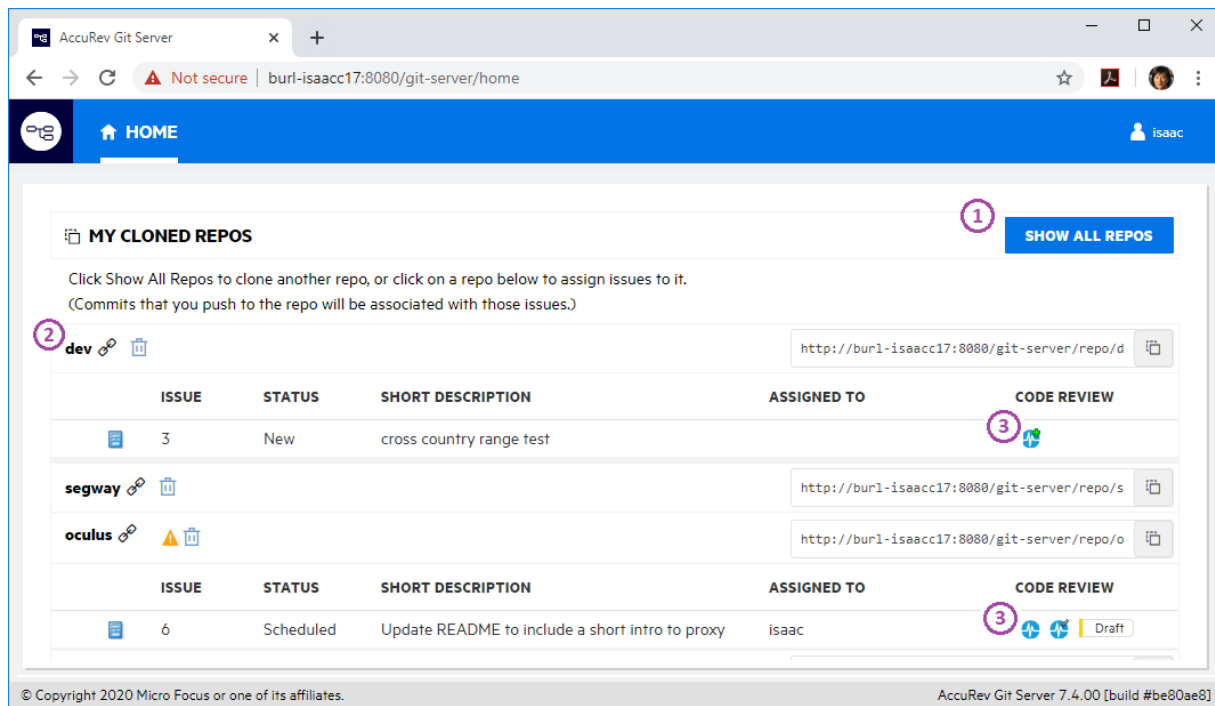 AccuRev Git Server
Not secure | burl-isaacc17:8080/git-server/home
HOME
isaac
1
MY CLONED REPOS
SHOW ALL REPOS
Click Show All Repos to clone another repo, or click on a repo below to assign issues to it.
(Commits that you push to the repo will be associated with those issues.)
2
dev
http://burl-isaacc17:8080/git-server/repo/d
ISSUE STATUS SHORT DESCRIPTION ASSIGNED TO CODE REVIEW
3 New cross country range test 3
segway
http://burl-isaacc17:8080/git-server/repo/s
oculus
http://burl-isaacc17:8080/git-server/repo/o
ISSUE STATUS SHORT DESCRIPTION ASSIGNED TO CODE REVIEW
6 Scheduled Update README to include a short intro to proxy isaac 3 Draft
© Copyright 2020 Micro Focus or one of its affiliates.
AccuRev Git Server 7.4.00 [build #be80ae8]